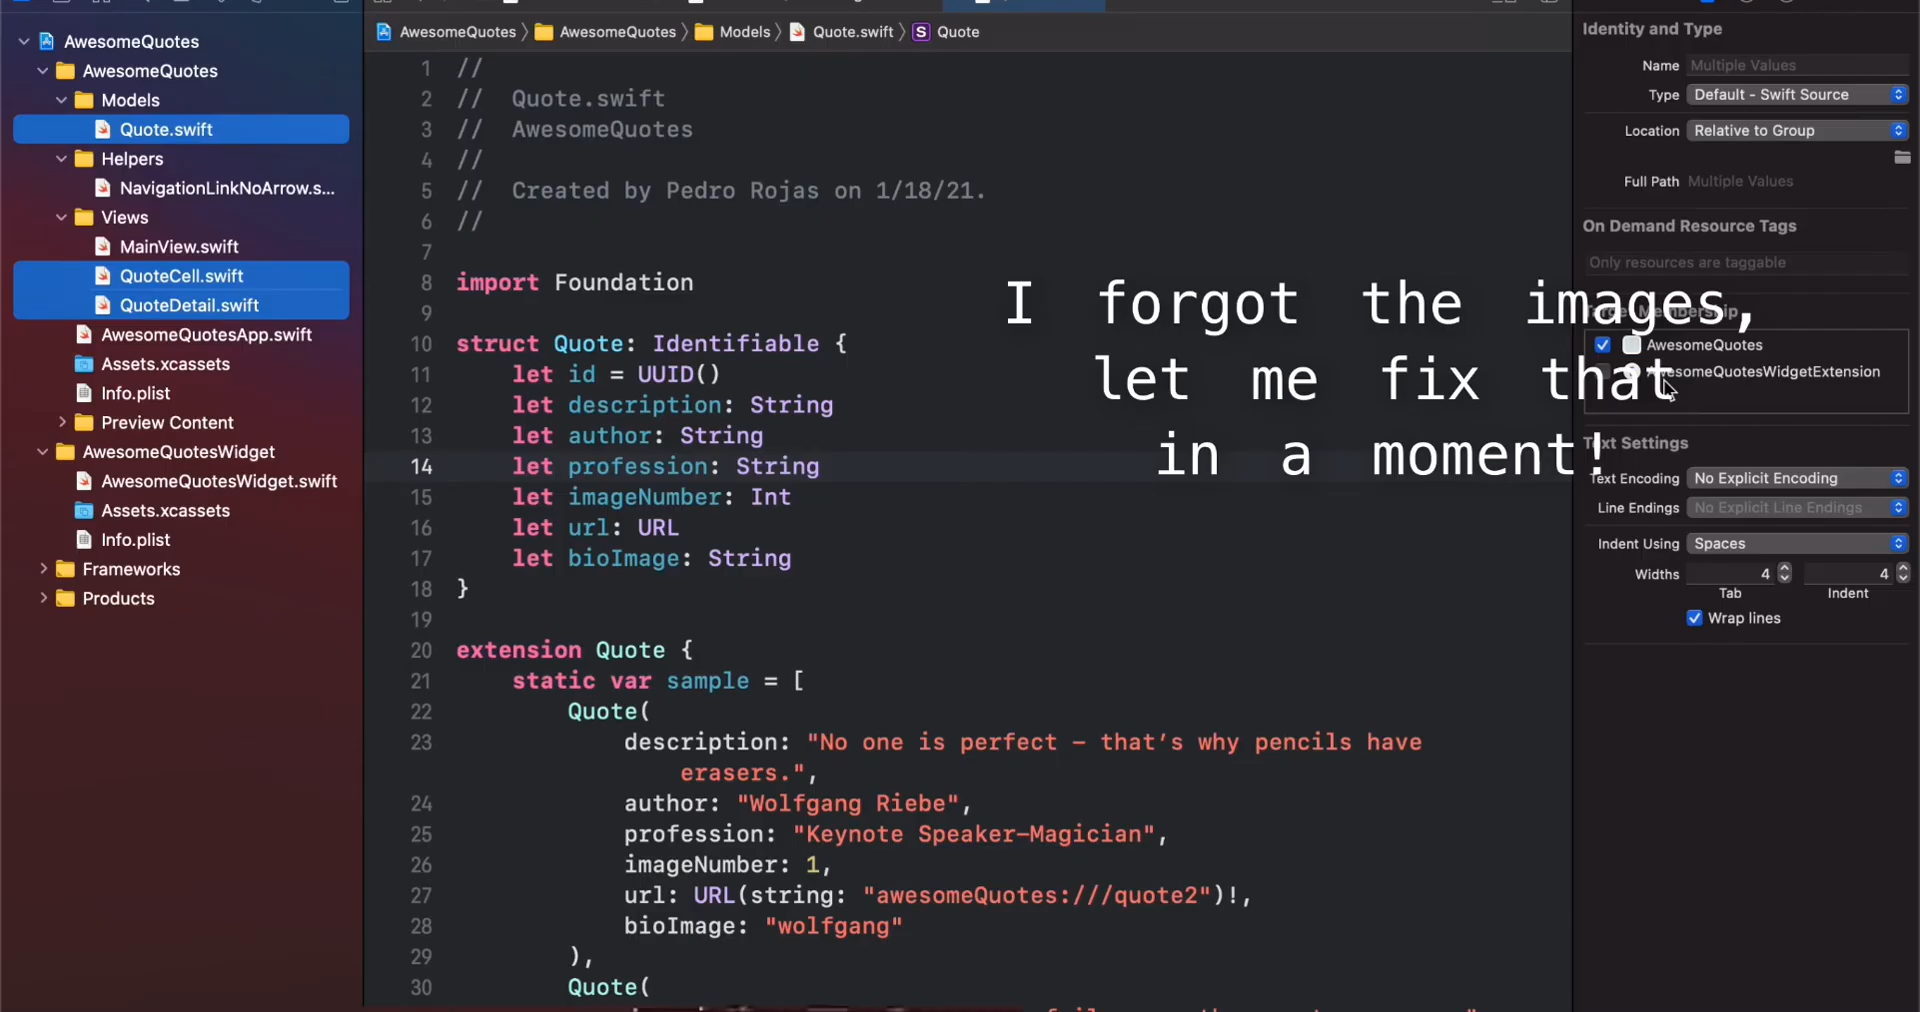 AwesomeQuotes
AwesomeQuotes
Models
Quote.swift
Helpers
NavigationLinkNoArrow.s...
Views
MainView.swift
QuoteCell.swift
QuoteDetail.swift
AwesomeQuotesApp.swift
Assets.xcassets
Info.plist
Preview Content
AwesomeQuotesWidget
AwesomeQuotesWidget.swift
Assets.xcassets
Info.plist
Frameworks
Products
AwesomeQuotes 〉 AwesomeQuotes 〉 Models 〉 Quote.swift 〉 S Quote
1 //
2 //  Quote.swift
3 //  AwesomeQuotes
4 //
5 //  Created by Pedro Rojas on 1/18/21.
6 //
7
8 import Foundation
9
10 struct Quote: Identifiable {
11     let id = UUID()
12     let description: String
13     let author: String
14     let profession: String
15     let imageNumber: Int
16     let url: URL
17     let bioImage: String
18 }
19
20 extension Quote {
21     static var sample = [
22         Quote(
23             description: "No one is perfect – that’s why pencils have
erasers.",
24             author: "Wolfgang Riebe",
25             profession: "Keynote Speaker–Magician",
26             imageNumber: 1,
27             url: URL(string: "awesomeQuotes:///quote2")!,
28             bioImage: "wolfgang"
29         ),
30         Quote(
I forgot the images,
let me fix that
in a moment!
Identity and Type
Name Multiple Values
Type Default - Swift Source
Location Relative to Group
Full Path Multiple Values
On Demand Resource Tags
Only resources are taggable
Target Membership
AwesomeQuotes
AwesomeQuotesWidgetExtension
Text Settings
Text Encoding No Explicit Encoding
Line Endings No Explicit Line Endings
Indent Using Spaces
Widths 4 4
Tab Indent
Wrap lines